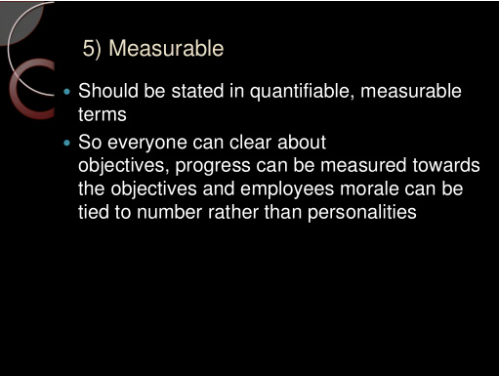 5) Measurable
Should be stated in quantifiable, measurable
terms
So everyone can clear about
objectives, progress can be measured towards
the objectives and employees morale can be
tied to number rather than personalities